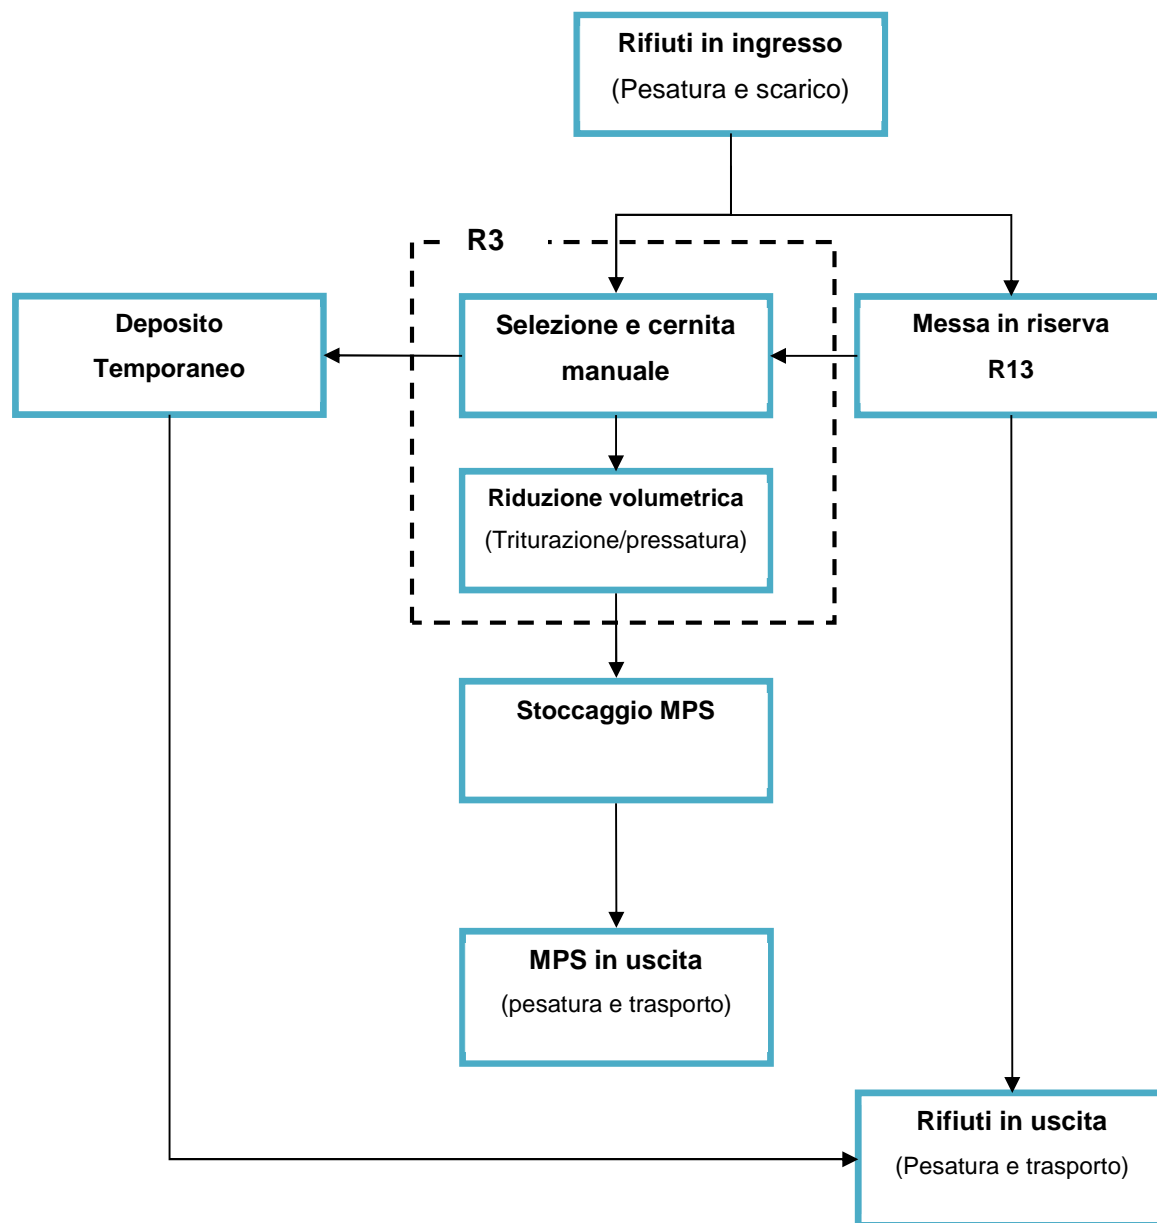 Rifiuti in ingresso
(Pesatura e scarico)
R3
Deposito
Temporaneo
Selezione e cernita
manuale
Messa in riserva
R13
Riduzione volumetrica
(Triturazione/pressatura)
Stoccaggio MPS
MPS in uscita
(pesatura e trasporto)
Rifiuti in uscita
(Pesatura e trasporto)